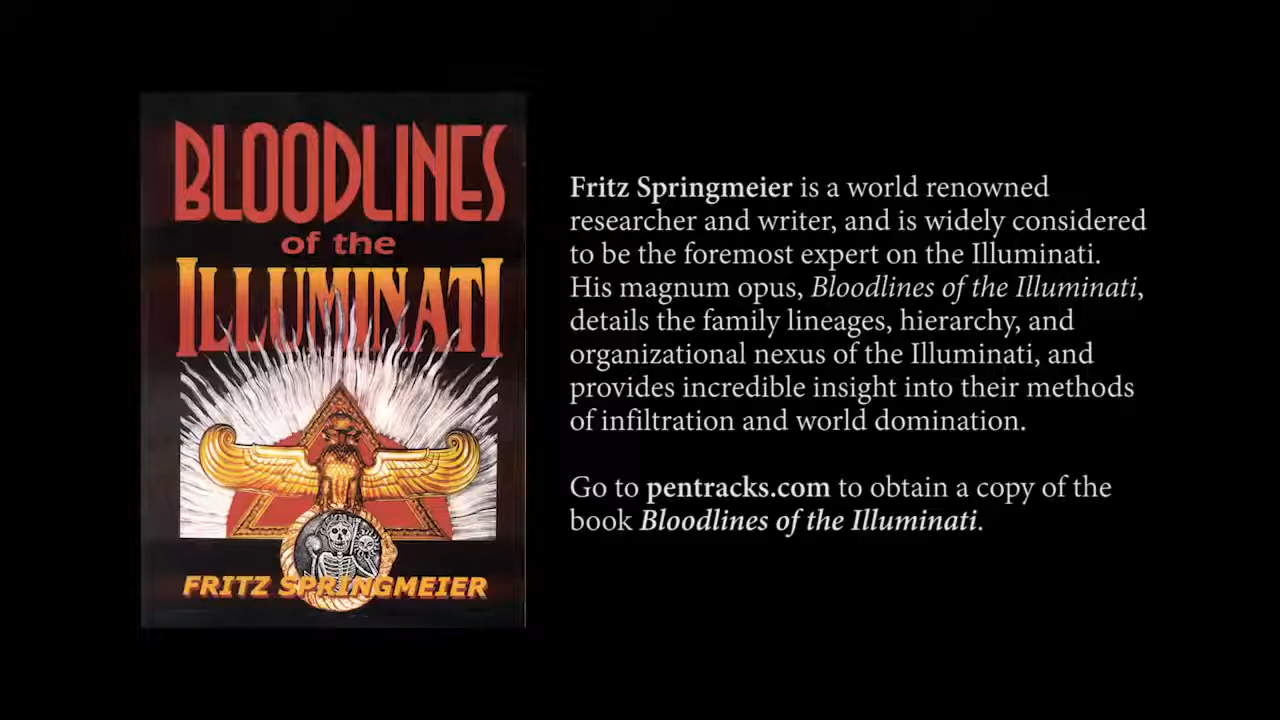 BLOODLINES
of the
ILLUMINATI
FRITZ SPRINGMEIER
Fritz Springmeier is a world renowned
researcher and writer, and is widely considered
to be the foremost expert on the Illuminati.
His magnum opus, Bloodlines of the Illuminati,
details the family lineages, hierarchy, and
organizational nexus of the Illuminati, and
provides incredible insight into their methods
of infiltration and world domination.
Go to pentracks.com to obtain a copy of the
book Bloodlines of the Illuminati.